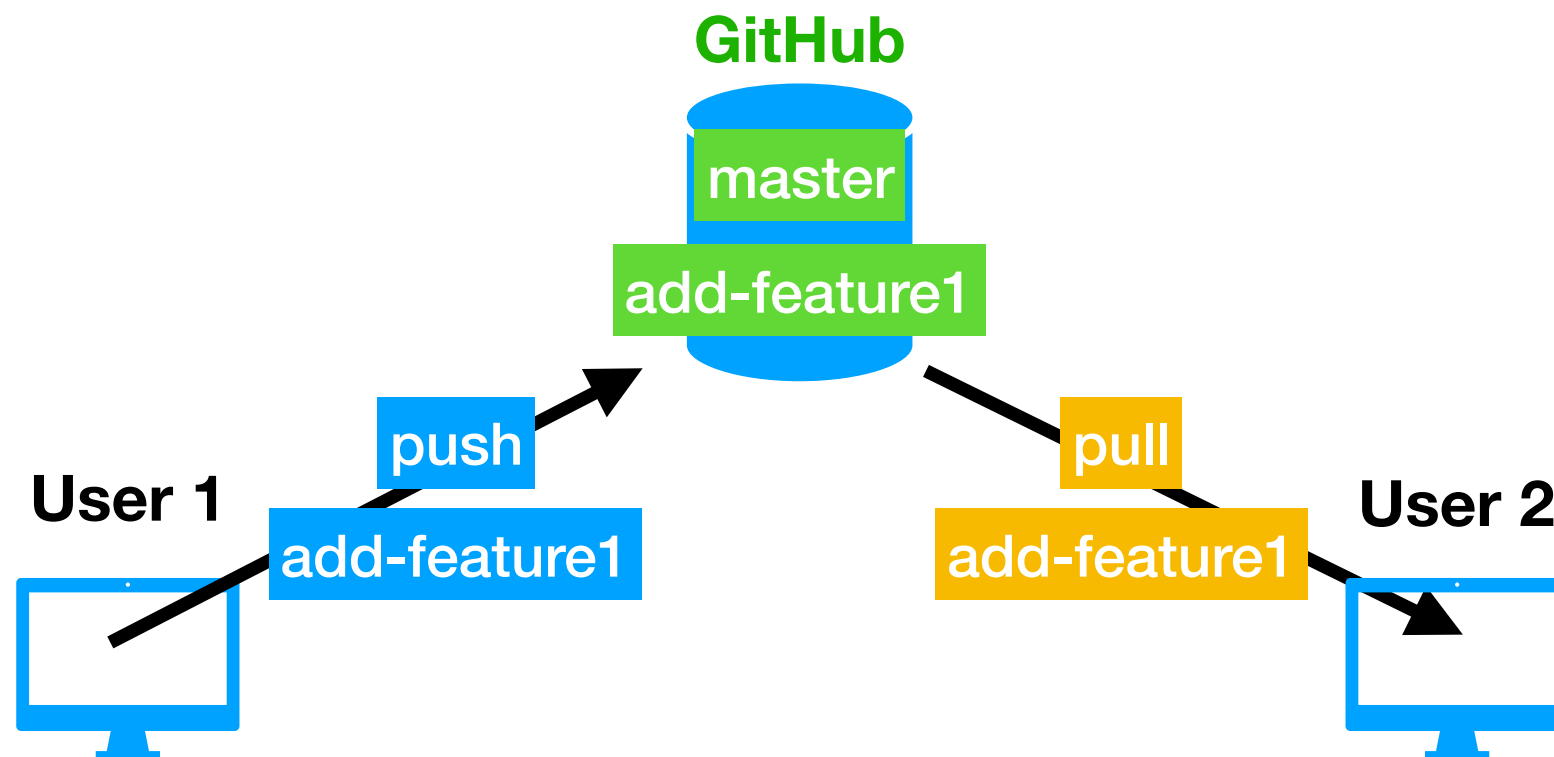 GitHub
master
add-feature1
push
pull
User 1
User 2
add-feature1
add-feature1